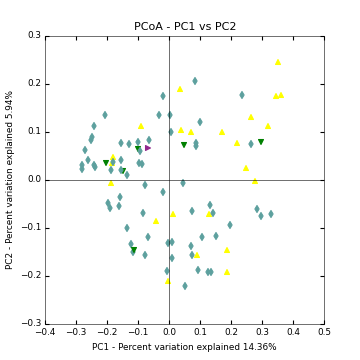 PCoA - PC1 vs PC2
0.3
0.2
0.1
0.0
−0.1
−0.2
−0.3
−0.4 −0.3 −0.2 −0.1 0.0 0.1 0.2 0.3 0.4 0.5
PC1 - Percent variation explained 14.36%
PC2 - Percent variation explained 5.94%